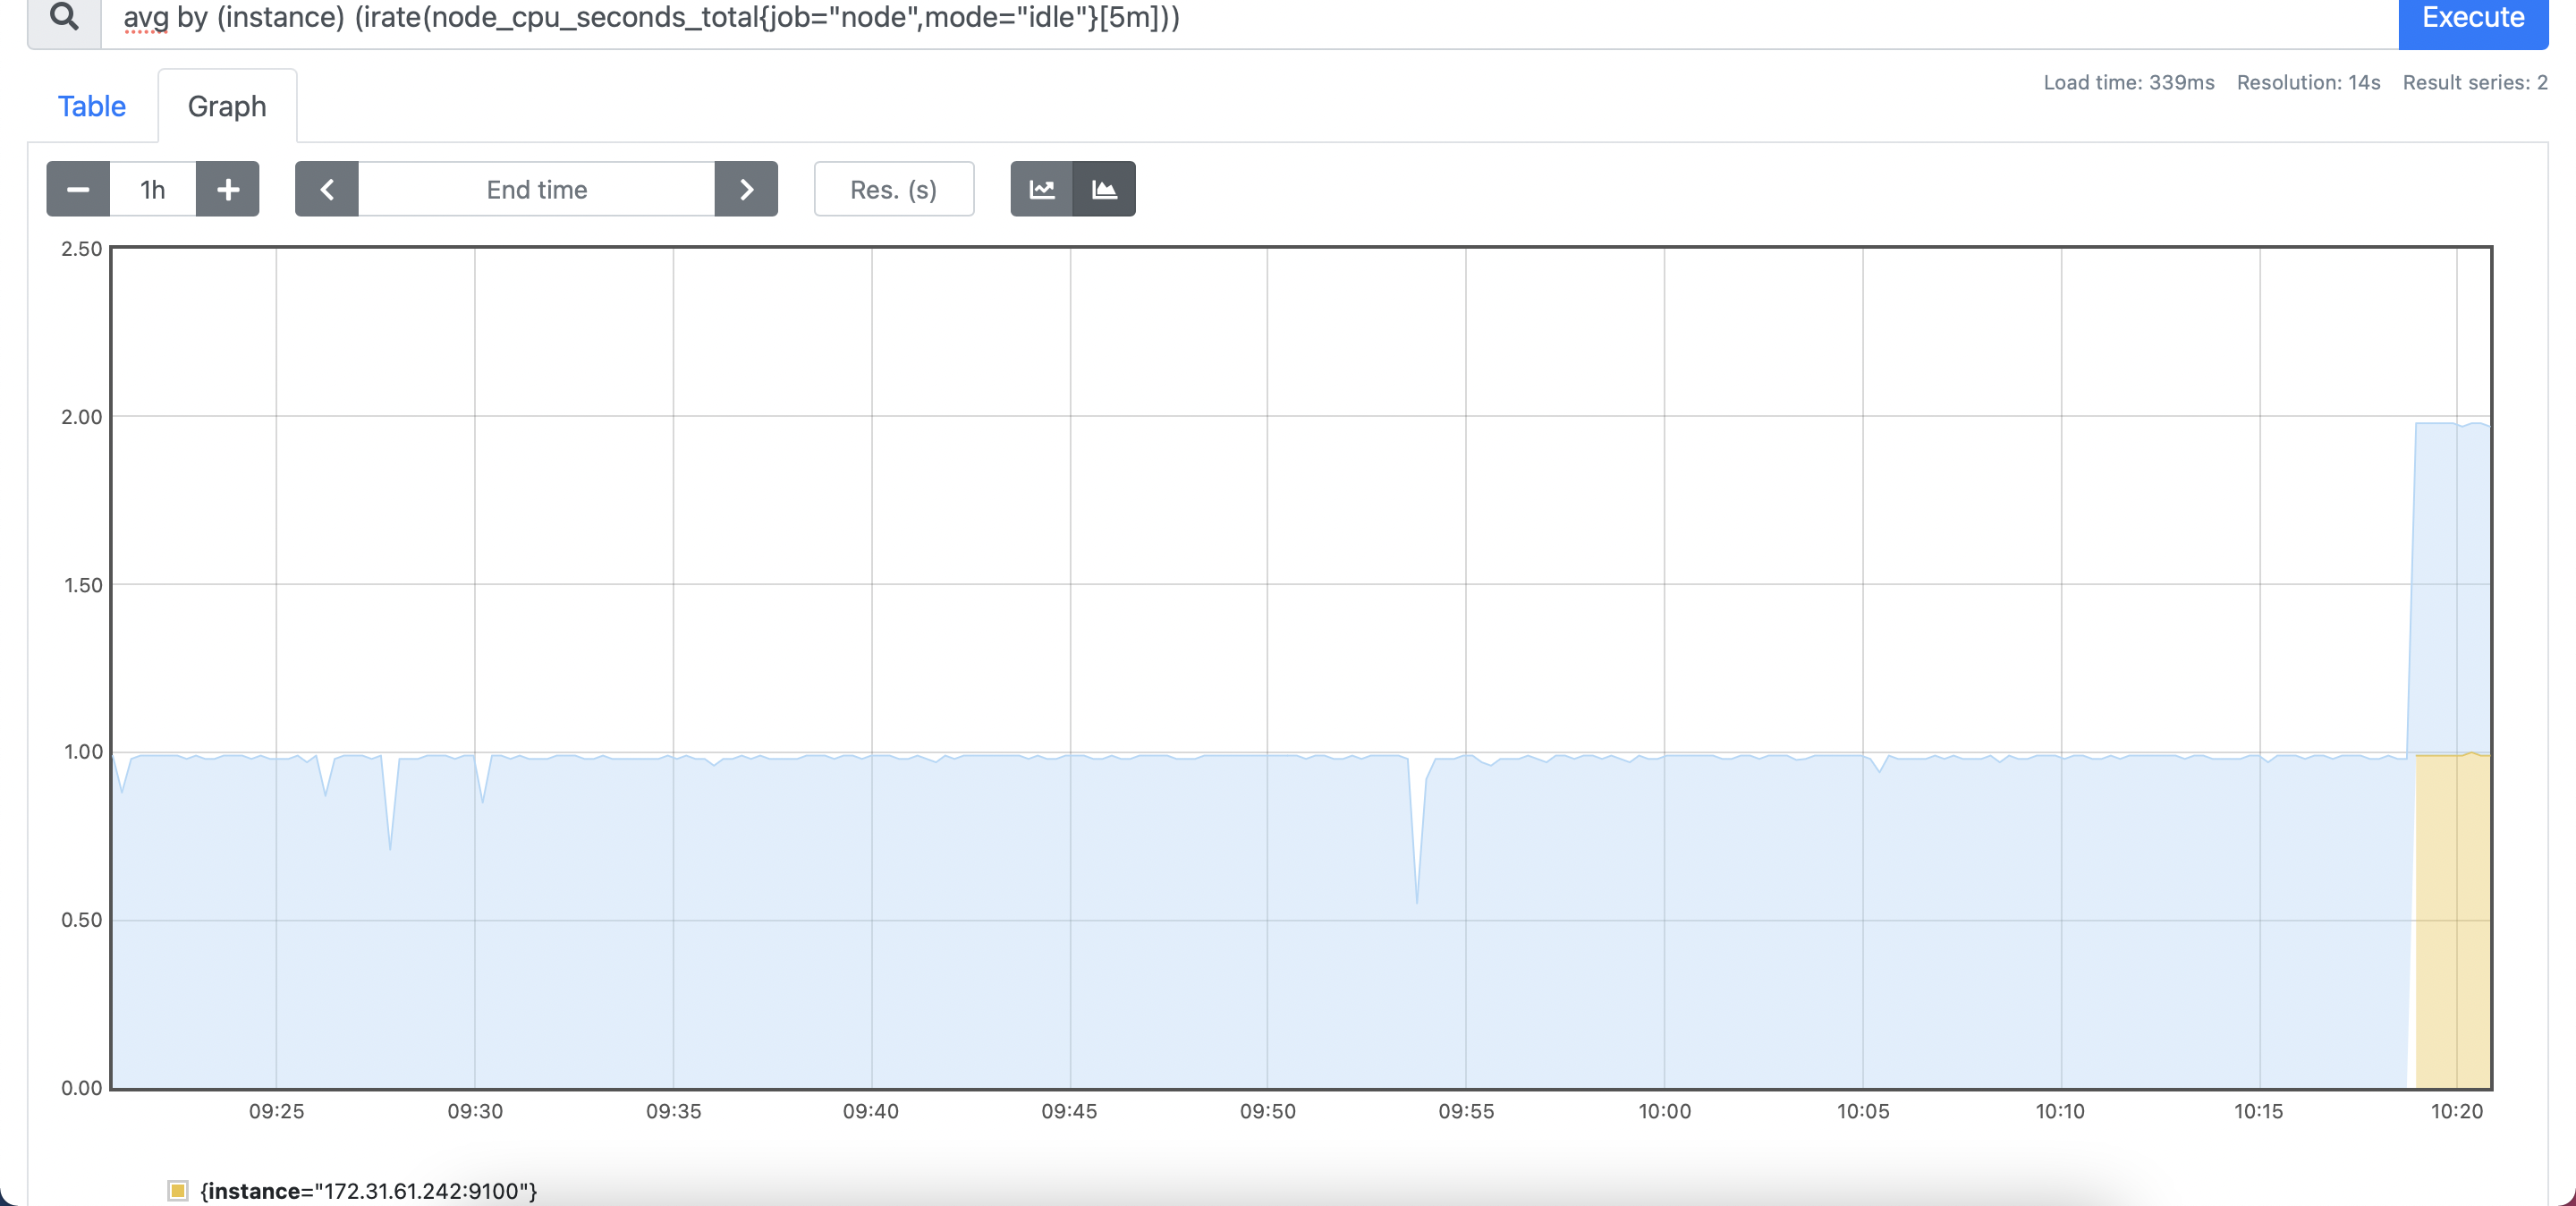 avg by (instance) (irate(node_cpu_seconds_total{job="node",mode="idle"}[5m]))
Execute
Load time: 339ms Resolution: 14s Result series: 2
Table
Graph
1h
End time
Res. (s)
2.50
2.00
1.50
1.00
0.50
0.00
09:25 09:30 09:35 09:40 09:45 09:50 09:55 10:00 10:05 10:10 10:15 10:20
{instance="172.31.61.242:9100"}